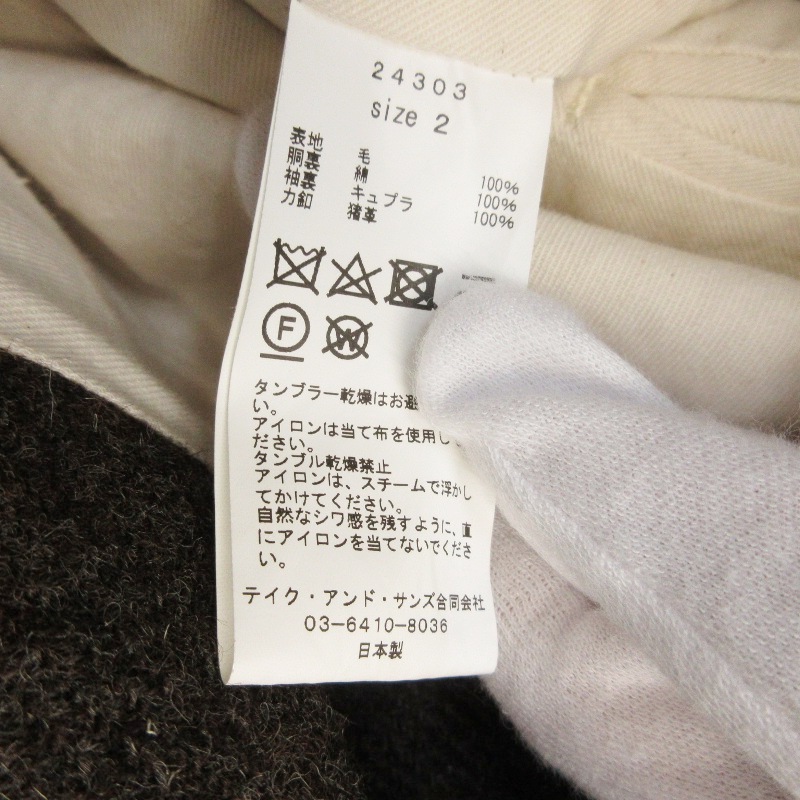 24303
size 2
表地 毛 100%
胴裏 綿 100%
袖裏 キュプラ 100%
力釦 猪革
F
W
タンブラー乾燥はお避
い。
アイロンは当て布を使用し
ださい。
タンブル乾燥禁止
アイロンは、スチームで浮かし
てかけてください。
自然なシワ感を残すように、直
にアイロンを当てないでくださ
い。
テイク・アンド・サンズ合同会社
03-6410-8036
日本製